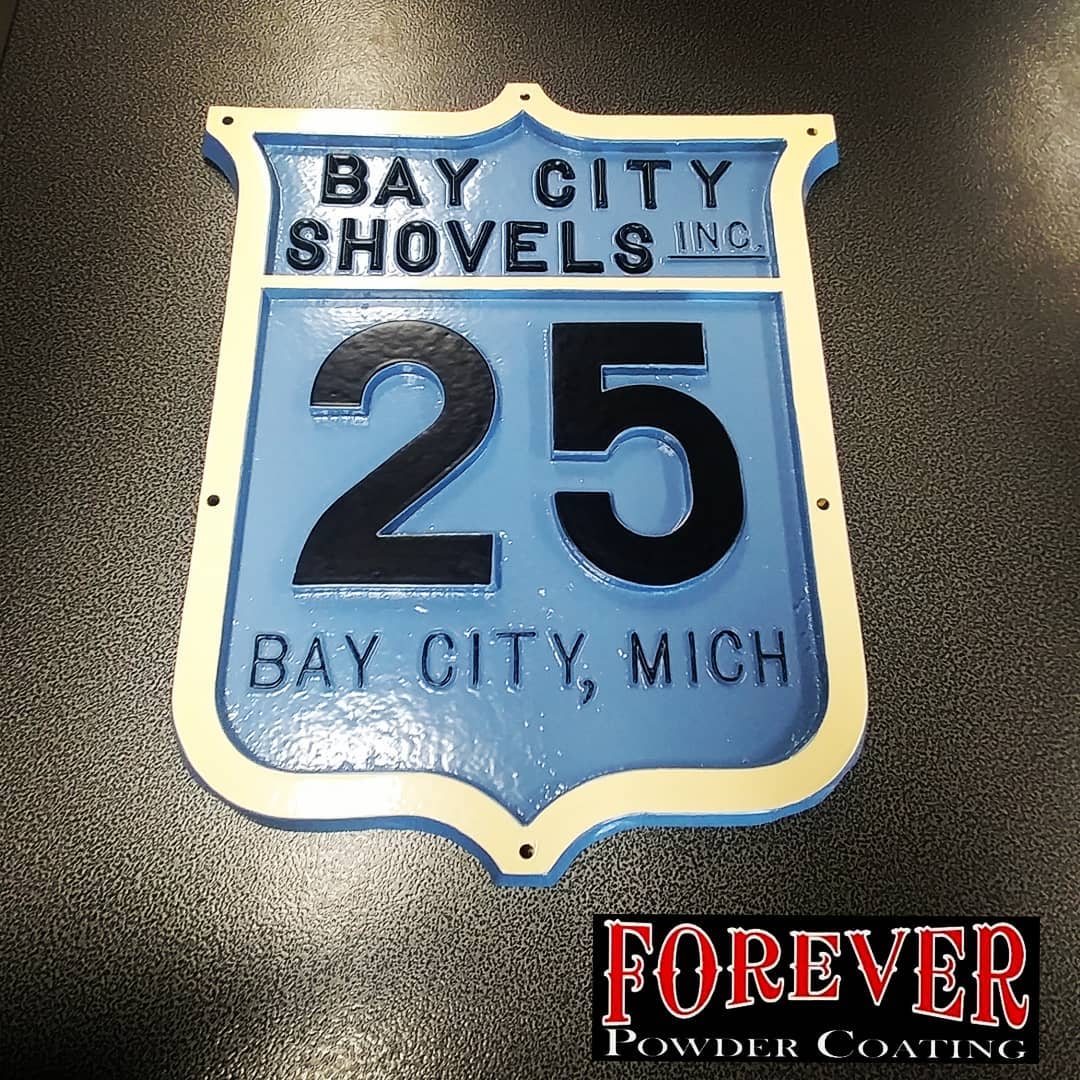 BAY CITY
SHOVELS INC.
25
BAY CITY, MICH
FOREVER
POWDER COATING